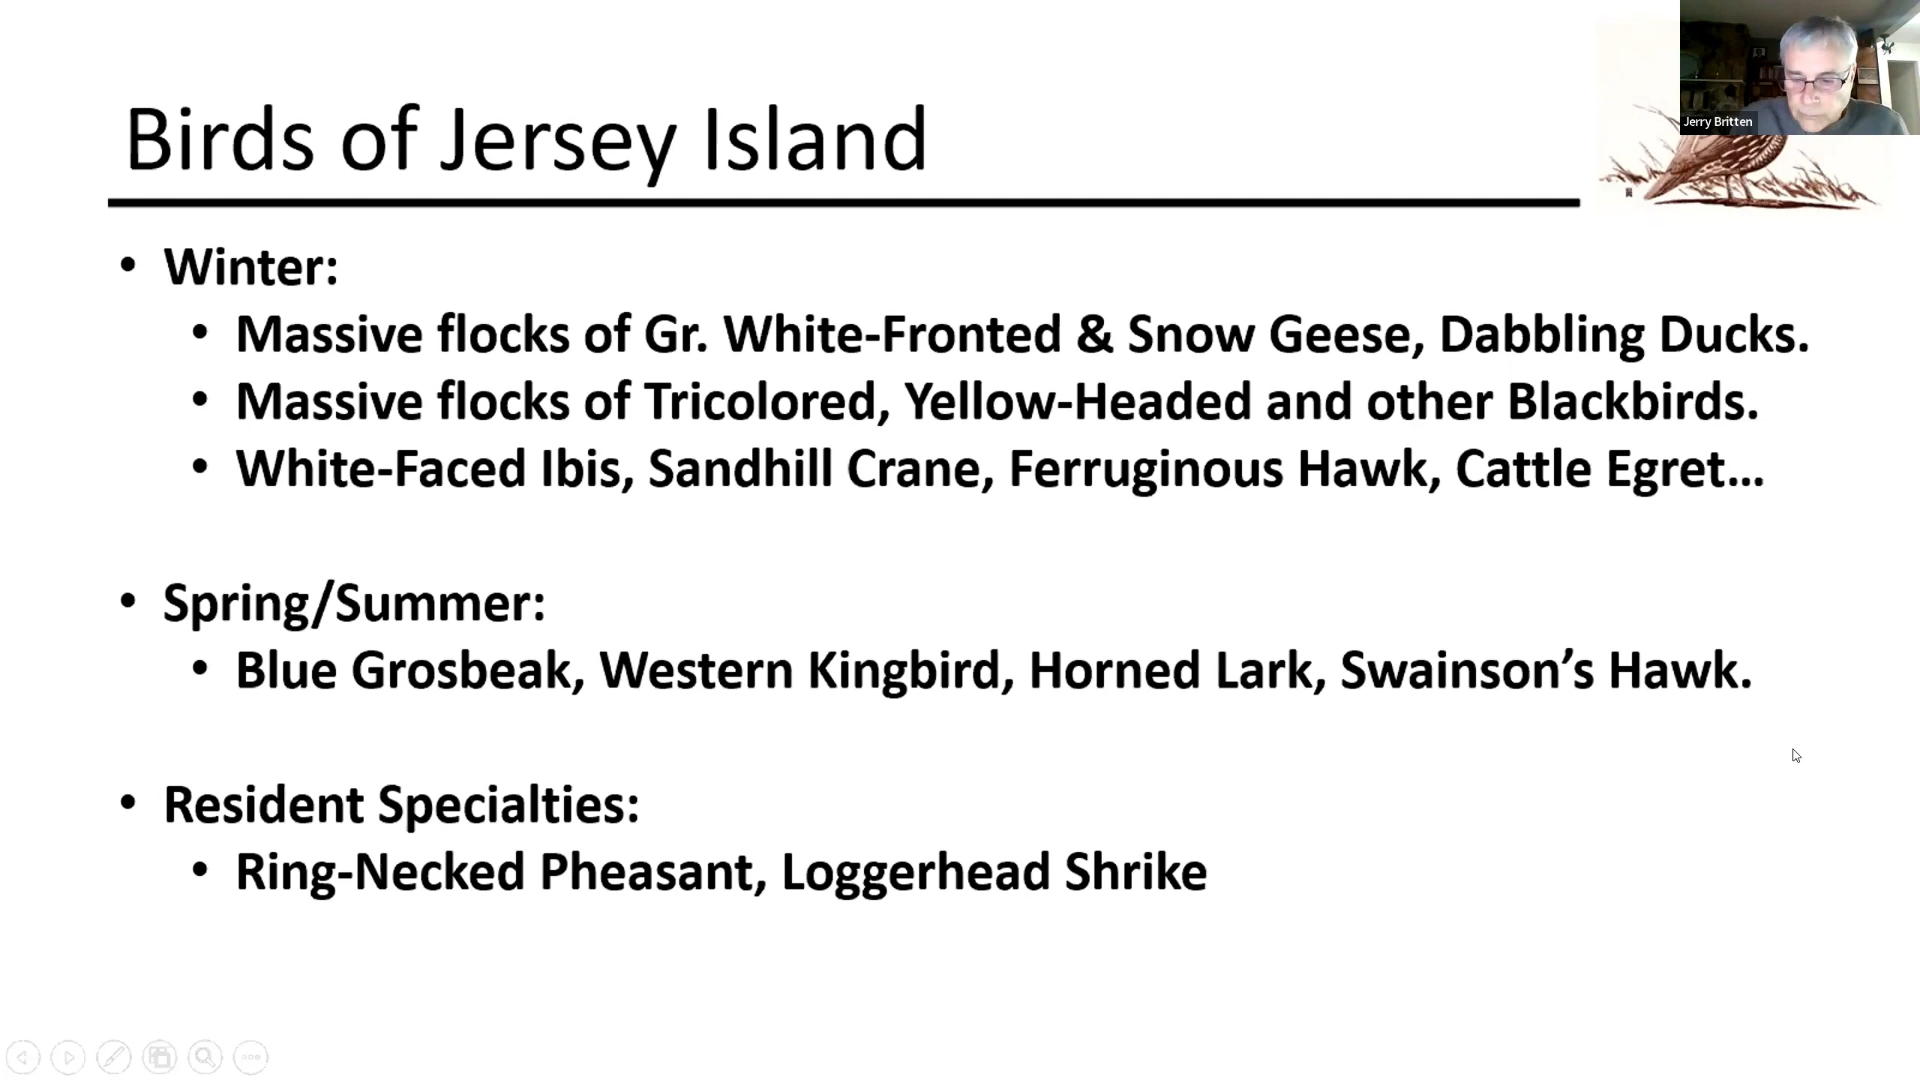 Jerry Britten
Birds of Jersey Island
• Winter:
• Massive flocks of Gr. White-Fronted & Snow Geese, Dabbling Ducks.
• Massive flocks of Tricolored, Yellow-Headed and other Blackbirds.
• White-Faced Ibis, Sandhill Crane, Ferruginous Hawk, Cattle Egret...
• Spring/Summer:
• Blue Grosbeak, Western Kingbird, Horned Lark, Swainson’s Hawk.
• Resident Specialties:
• Ring-Necked Pheasant, Loggerhead Shrike